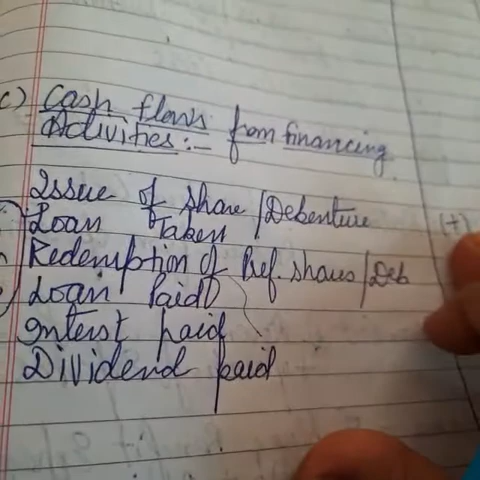 c) Cash flows from financing
Activities:-
Issue of Share/Debenture (+)
Loan Taken
Redemption of Pref. shares/Deb
Loan Paid
Interst paid
Dividend paid